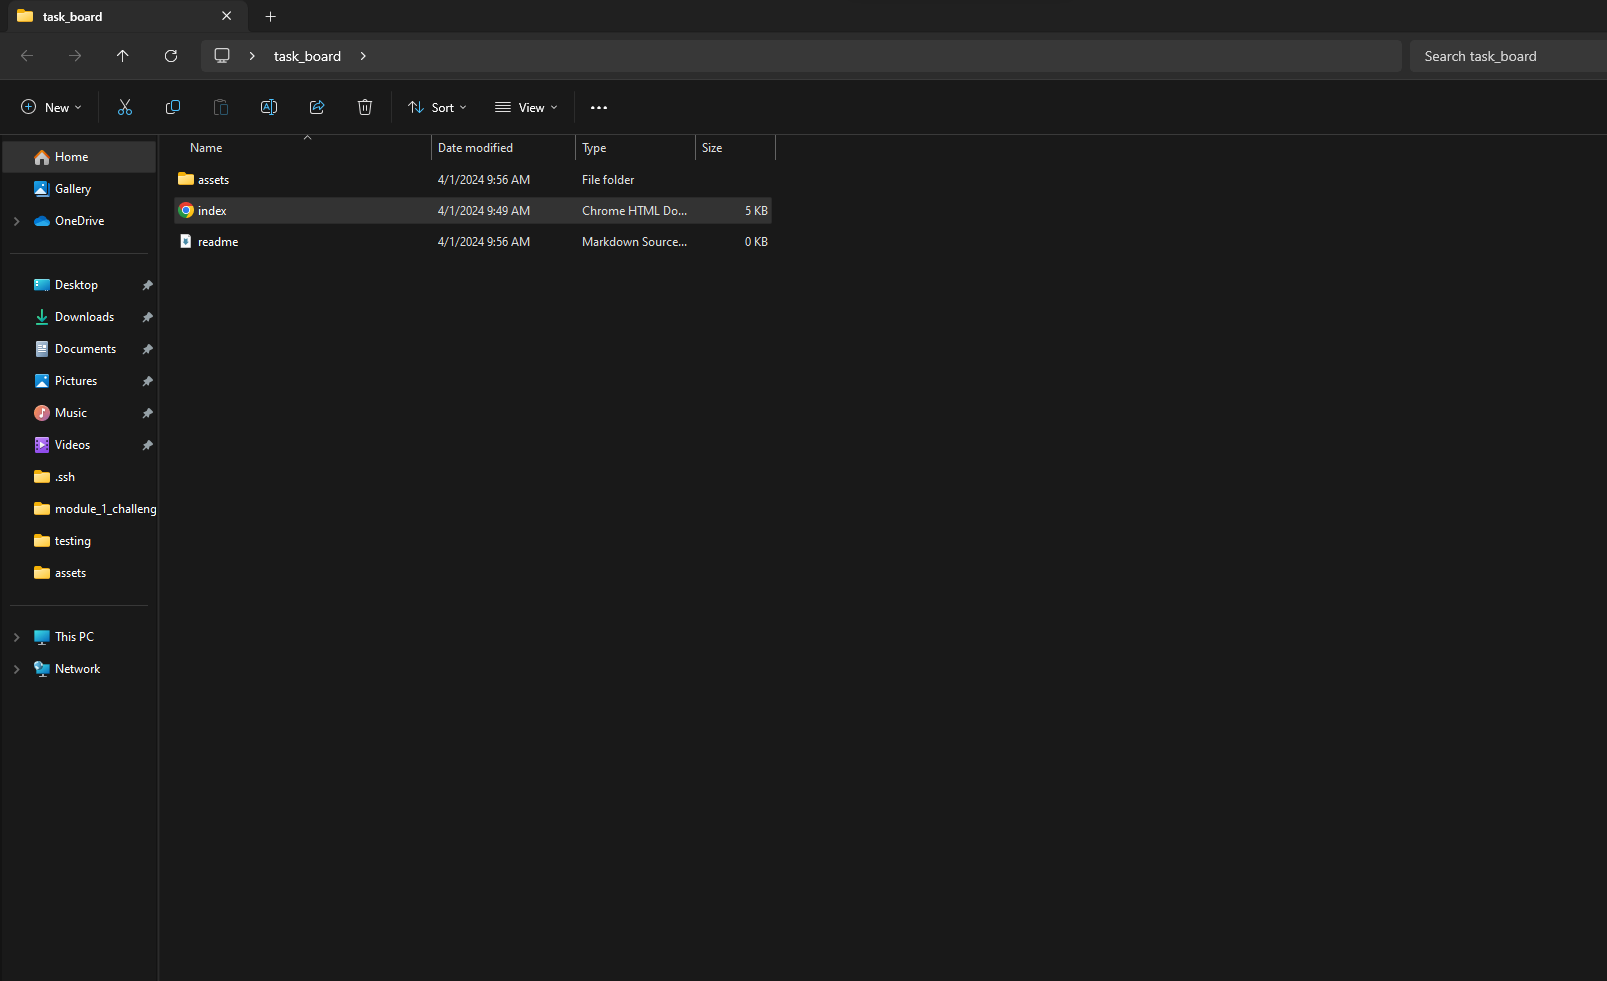 task_board
task_board
Search task_board
New
Sort
View
Name Date modified Type Size
Home
Gallery
OneDrive
Desktop
Downloads
Documents
Pictures
Music
Videos
.ssh
module_1_challeng
testing
assets
This PC
Network
assets 4/1/2024 9:56 AM File folder
index 4/1/2024 9:49 AM Chrome HTML Do... 5 KB
readme 4/1/2024 9:56 AM Markdown Source... 0 KB